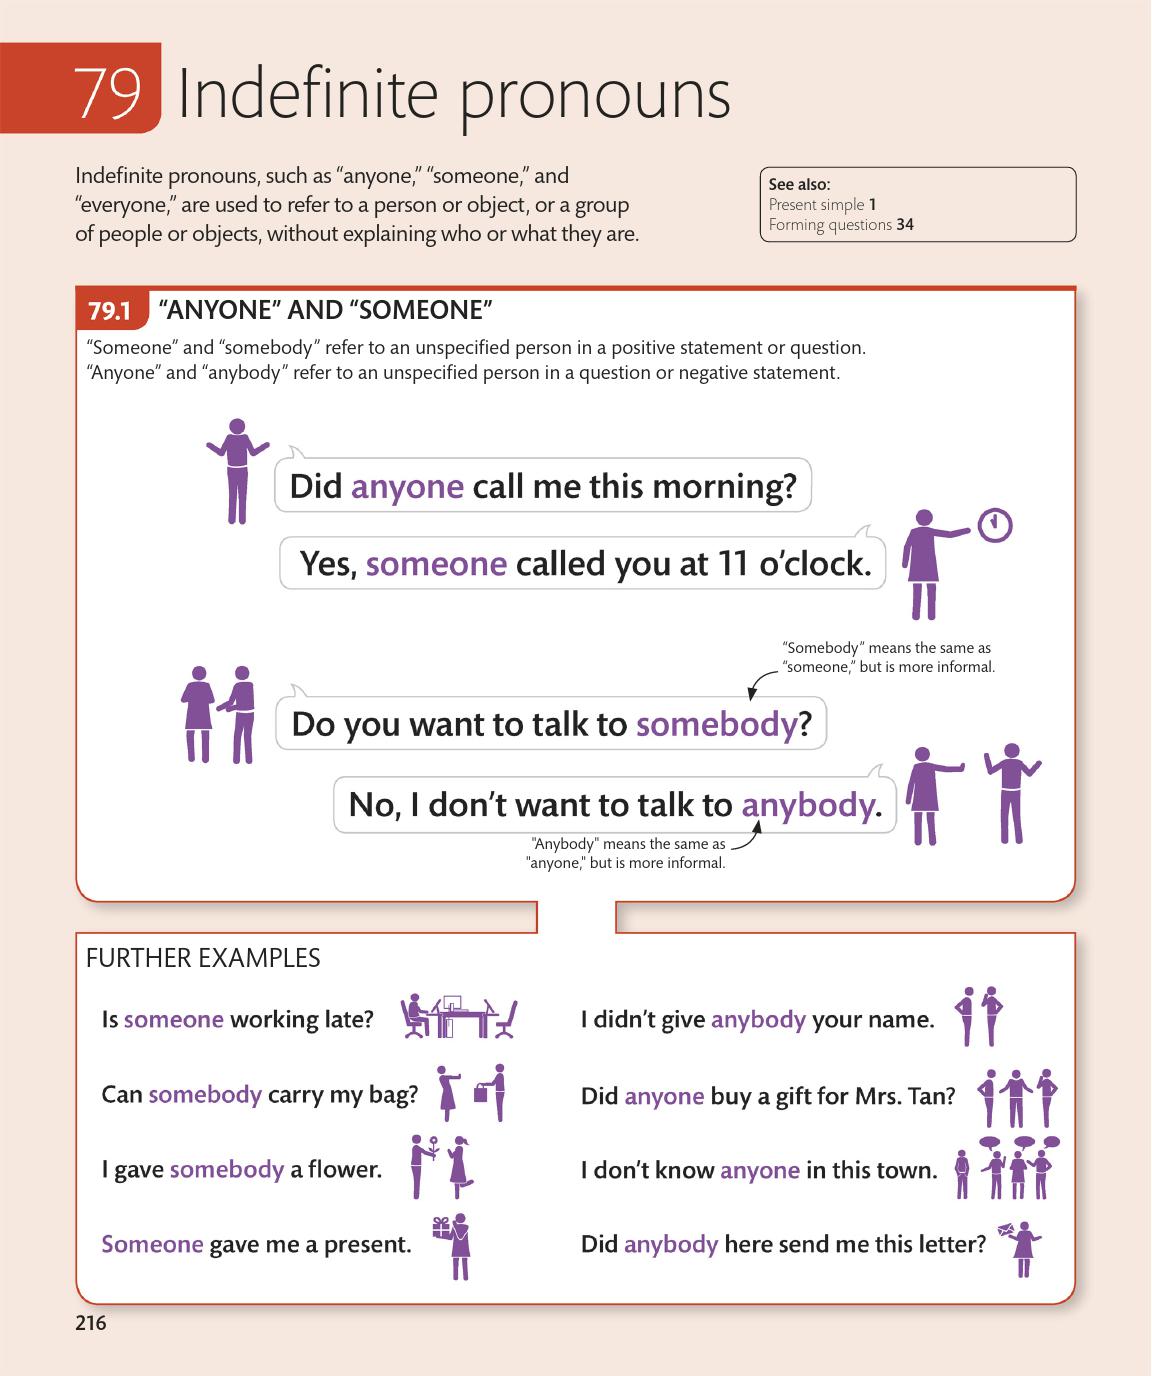 79 Indefinite pronouns
Indefinite pronouns, such as “anyone,” “someone,” and
“everyone,” are used to refer to a person or object, or a group
of people or objects, without explaining who or what they are.
See also:
Present simple 1
Forming questions 34
79.1 “ANYONE” AND “SOMEONE”
“Someone” and “somebody” refer to an unspecified person in a positive statement or question.
“Anyone” and “anybody” refer to an unspecified person in a question or negative statement.
Did anyone call me this morning?
Yes, someone called you at 11 o’clock.
“Somebody” means the same as
“someone,” but is more informal.
Do you want to talk to somebody?
No, I don’t want to talk to anybody.
"Anybody" means the same as
"anyone," but is more informal.
FURTHER EXAMPLES
Is someone working late?
Can somebody carry my bag?
I gave somebody a flower.
Someone gave me a present.
I didn’t give anybody your name.
Did anyone buy a gift for Mrs. Tan?
I don’t know anyone in this town.
Did anybody here send me this letter?
216